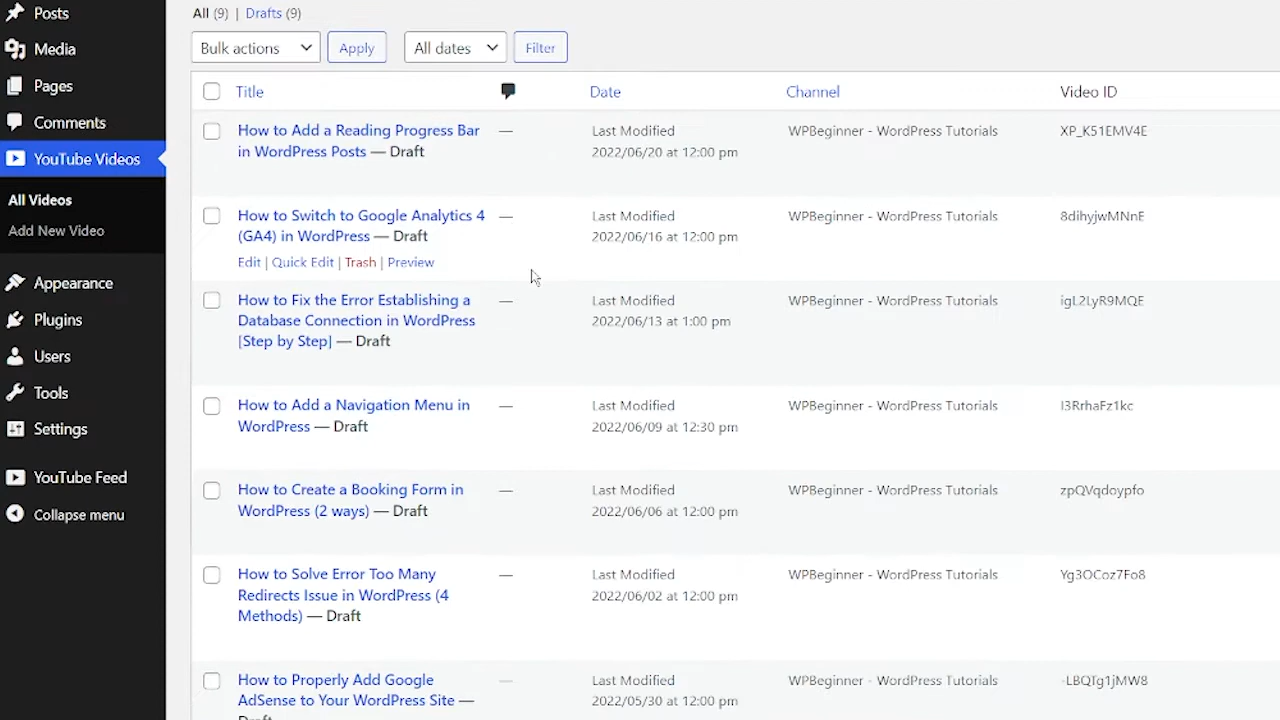 Posts
Media
Pages
Comments
YouTube Videos
All Videos
Add New Video
Appearance
Plugins
Users
Tools
Settings
YouTube Feed
Collapse menu
All (9) | Drafts (9)
Bulk actions Apply All dates Filter
Title Date Channel Video ID
How to Add a Reading Progress Bar — Last Modified WPBeginner - WordPress Tutorials XP_K51EMV4E
in WordPress Posts — Draft 2022/06/20 at 12:00 pm
How to Switch to Google Analytics 4 — Last Modified WPBeginner - WordPress Tutorials 8dihyjwMNnE
(GA4) in WordPress — Draft 2022/06/16 at 12:00 pm
Edit | Quick Edit | Trash | Preview
How to Fix the Error Establishing a — Last Modified WPBeginner - WordPress Tutorials igL2LyR9MQE
Database Connection in WordPress 2022/06/13 at 1:00 pm
[Step by Step] — Draft
How to Add a Navigation Menu in — Last Modified WPBeginner - WordPress Tutorials I3RrhaFz1kc
WordPress — Draft 2022/06/09 at 12:30 pm
How to Create a Booking Form in — Last Modified WPBeginner - WordPress Tutorials zpQVqdoypfo
WordPress (2 ways) — Draft 2022/06/06 at 12:00 pm
How to Solve Error Too Many — Last Modified WPBeginner - WordPress Tutorials Yg3OCoz7Fo8
Redirects Issue in WordPress (4 2022/06/02 at 12:00 pm
Methods) — Draft
How to Properly Add Google — Last Modified WPBeginner - WordPress Tutorials -LBQTg1jMW8
AdSense to Your WordPress Site — 2022/05/30 at 12:00 pm
Draft